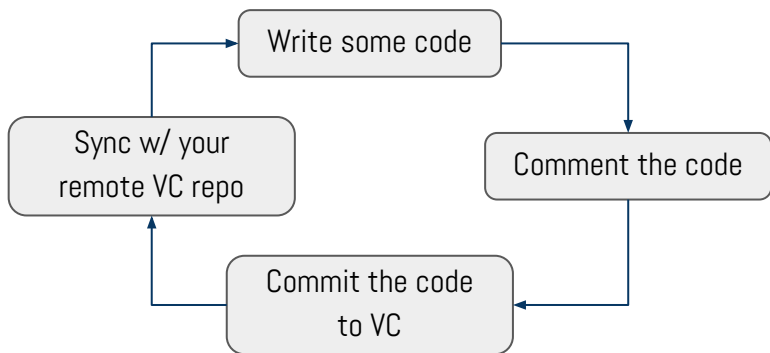 Write some code
Comment the code
Commit the code
to VC
Sync w/ your
remote VC repo